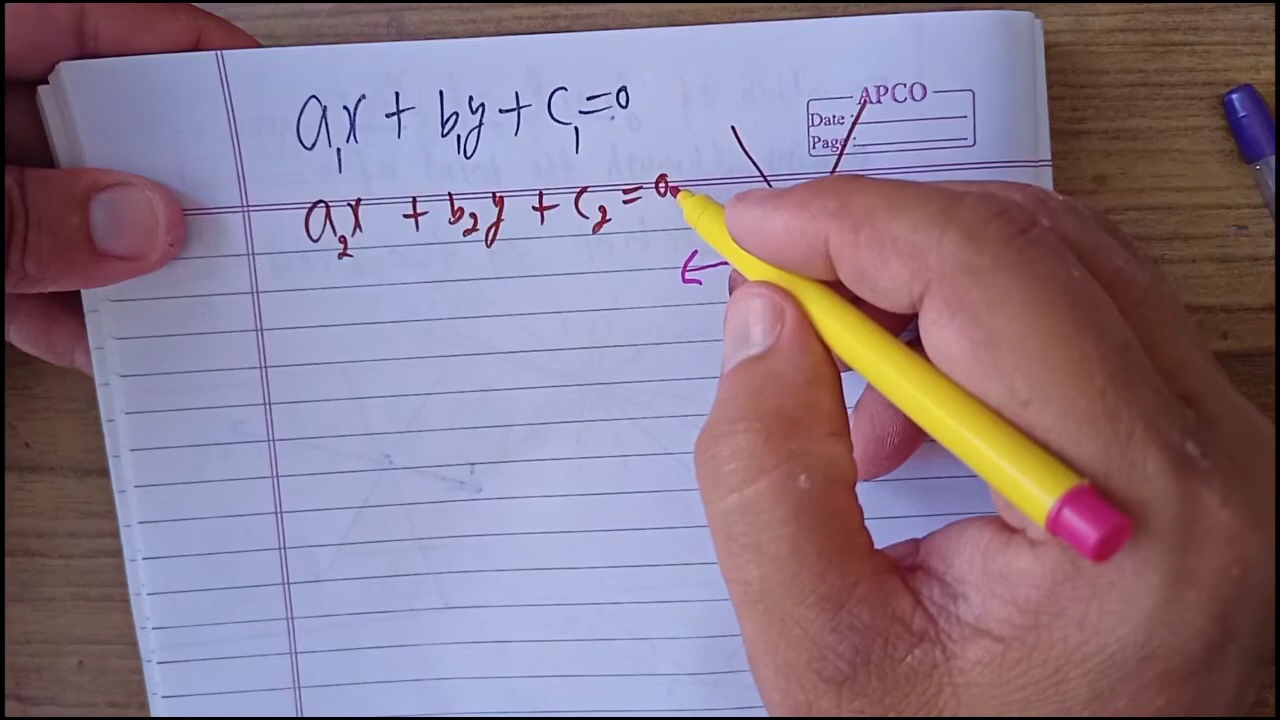 a₁x + b₁y + c₁ = 0
APCO
Date :
Page :
a₂x + b₂y + c₂ = 0